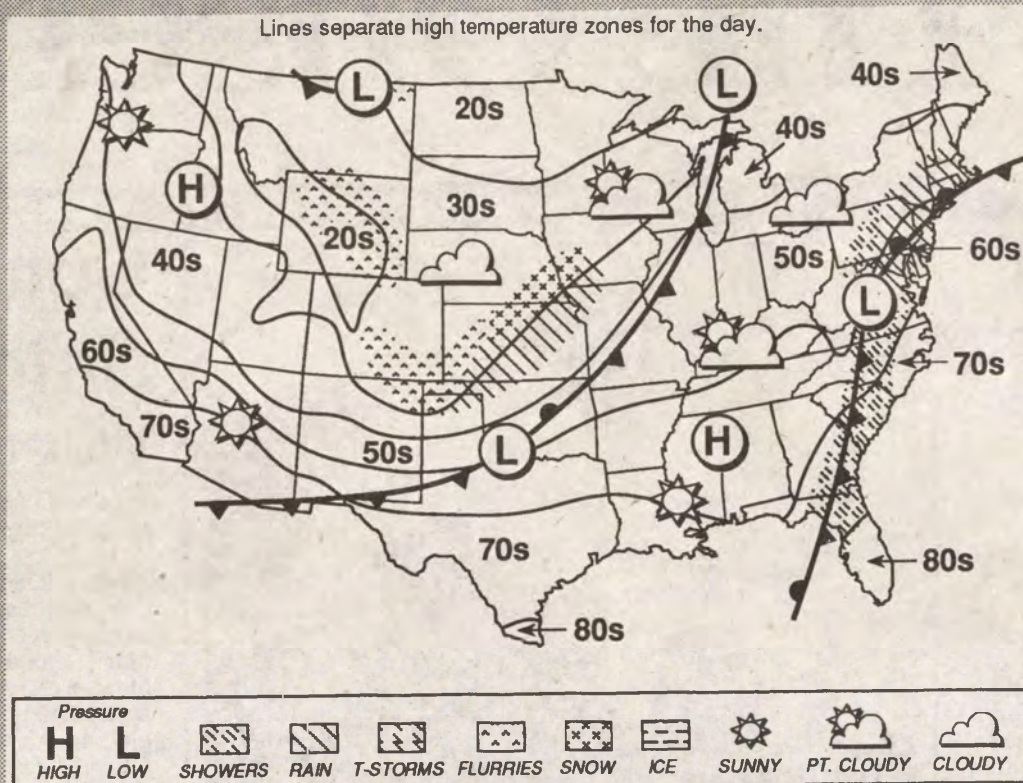 Lines separate high temperature zones for the day.
L
L
20s
40s
40s
H
30s
20s
40s
50s
60s
L
60s
70s
70s
50s
L
H
70s
80s
80s
Pressure
H L
HIGH LOW SHOWERS RAIN T-STORMS FLURRIES SNOW ICE SUNNY PT. CLOUDY CLOUDY